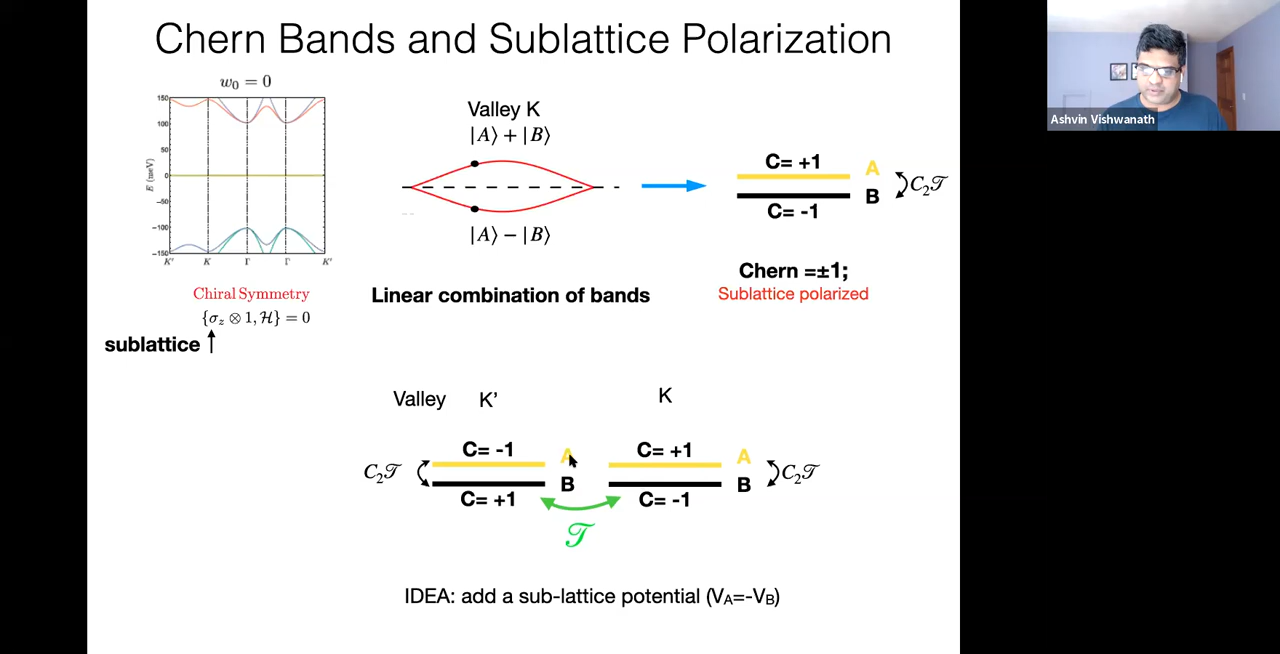 Chern Bands and Sublattice Polarization
Ashvin Vishwanath
w₀ = 0
150
100
50
0
−50
−100
−150
E (meV)
K' K Γ Γ K'
Chiral Symmetry
{σz ⊗ 1, ℋ} = 0
sublattice
Valley K
|A⟩ + |B⟩
|A⟩ − |B⟩
Linear combination of bands
C= +1
A
B
C₂𝒯
C= -1
Chern =±1;
Sublattice polarized
Valley K' K
C= -1
A
C₂𝒯
B
C= +1
C= +1
A
B
C₂𝒯
C= -1
𝒯
IDEA: add a sub-lattice potential (VA=-VB)